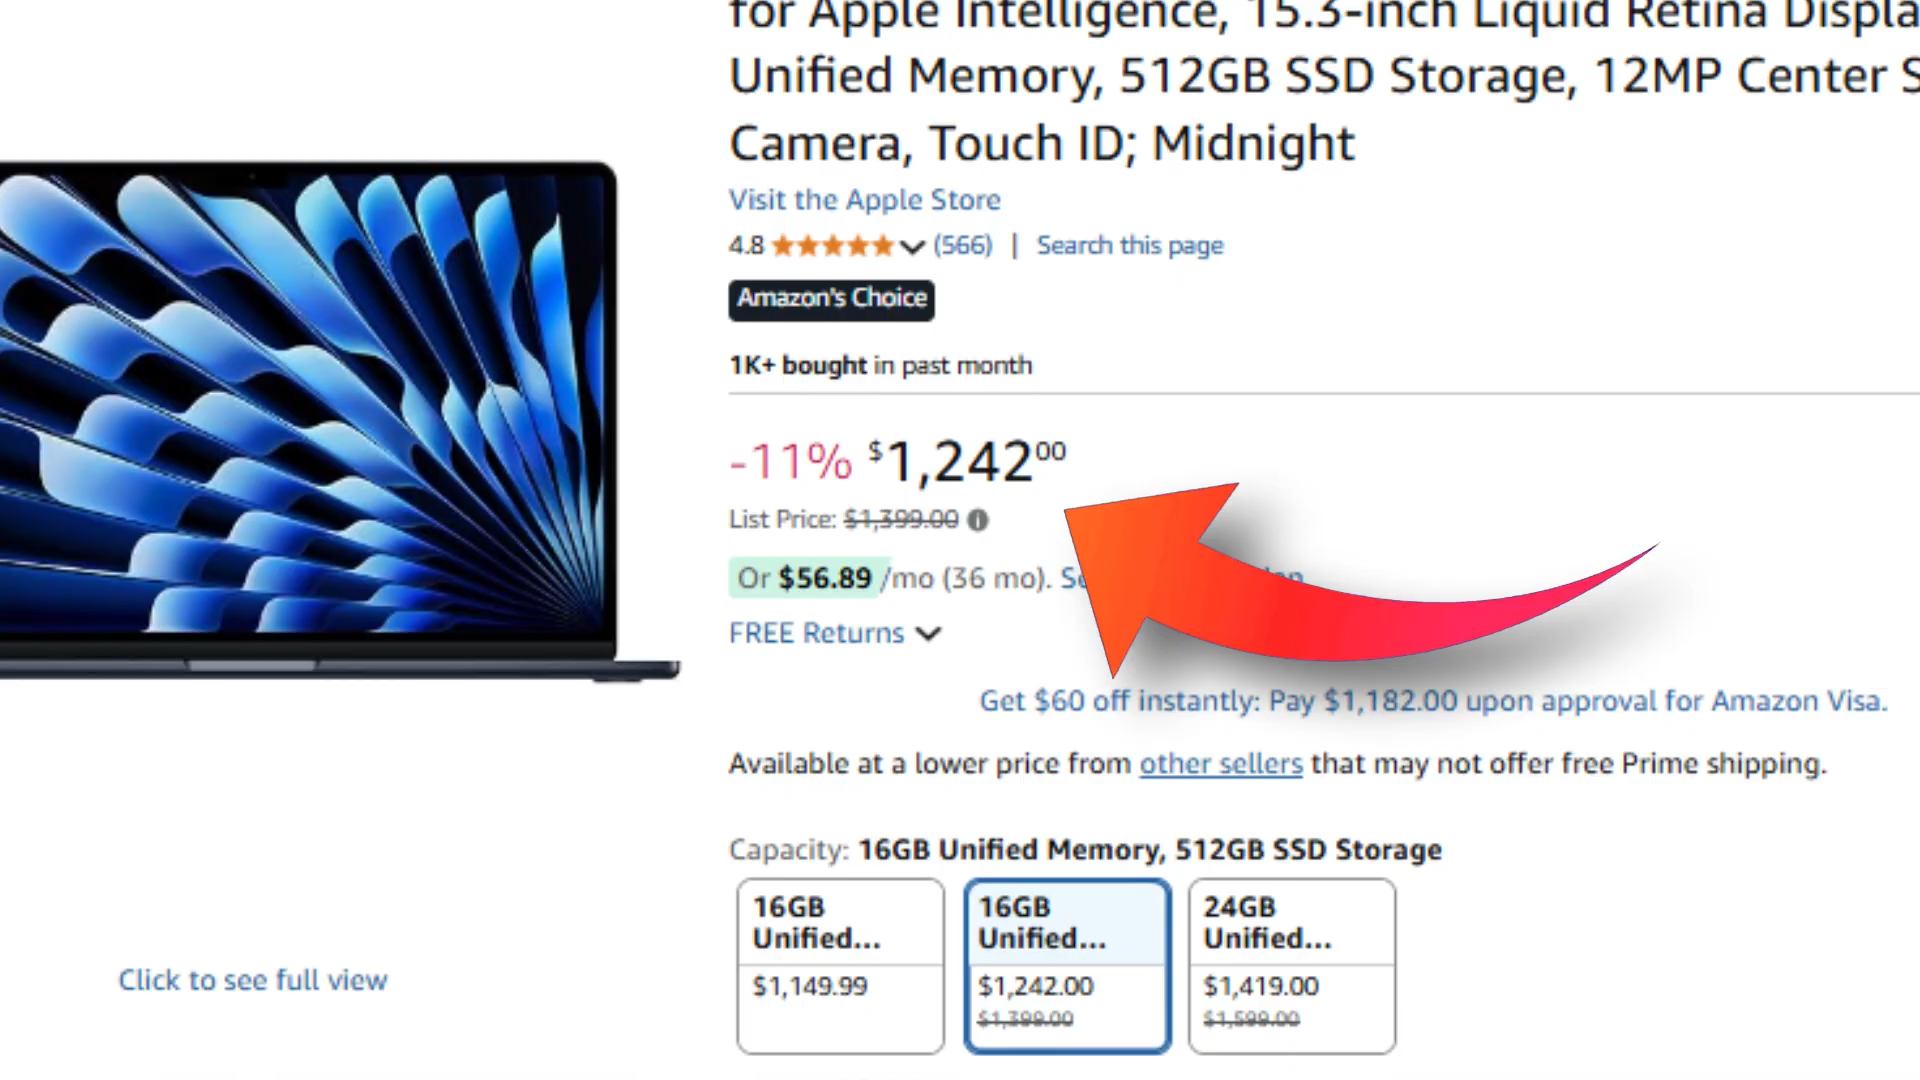 for Apple Intelligence, 15.3-inch Liquid Retina Displa
Unified Memory, 512GB SSD Storage, 12MP Center S
Camera, Touch ID; Midnight
Visit the Apple Store
4.8 (566) | Search this page
Amazon's Choice
1K+ bought in past month
-11% $1,242 00
List Price: $1,399.00
Or $56.89 /mo (36 mo).
FREE Returns
Get $60 off instantly: Pay $1,182.00 upon approval for Amazon Visa.
Available at a lower price from other sellers that may not offer free Prime shipping.
Capacity: 16GB Unified Memory, 512GB SSD Storage
16GB Unified...
$1,149.99
16GB Unified...
$1,242.00
$1,399.00
24GB Unified...
$1,419.00
$1,599.00
Click to see full view